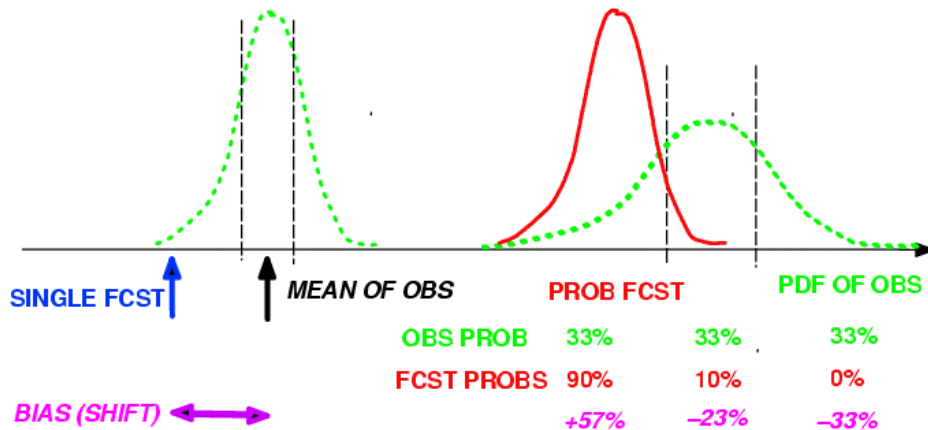 SINGLE FCST
MEAN OF OBS
PROB FCST
PDF OF OBS
OBS PROB 33% 33% 33%
FCST PROBS 90% 10% 0%
BIAS (SHIFT) +57% –23% –33%